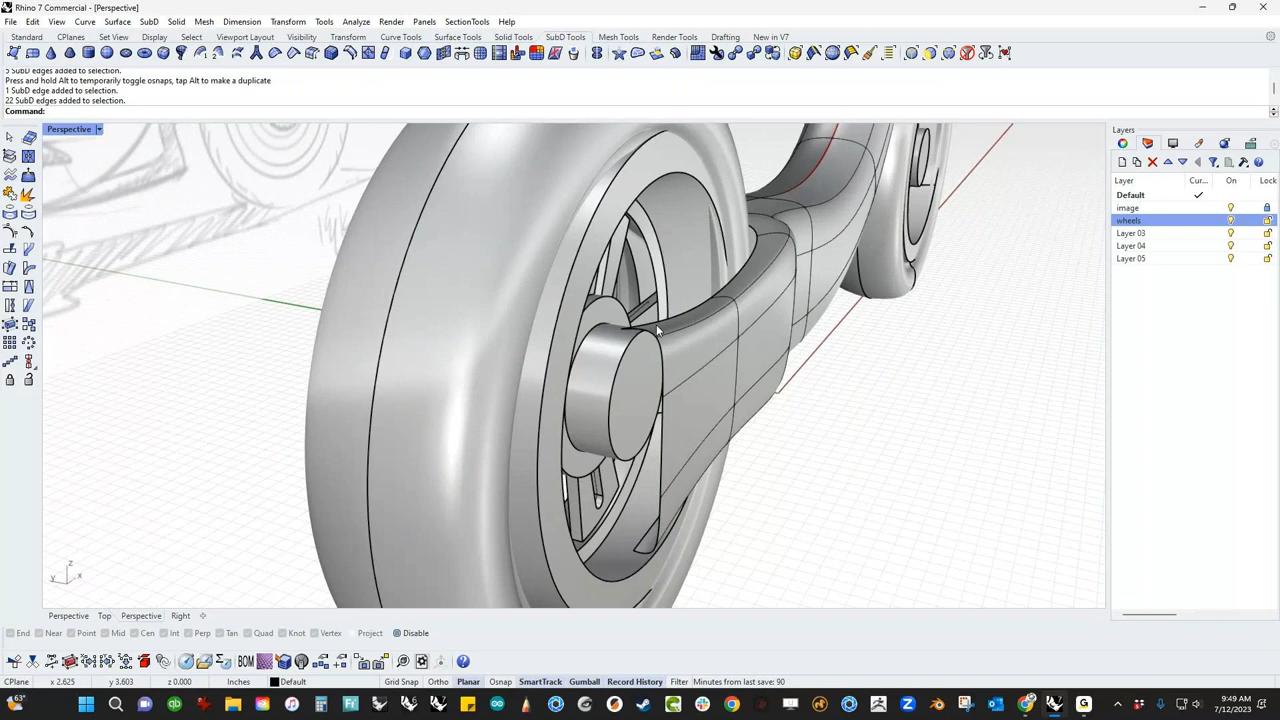 Rhino 7 Commercial - [Perspective]
File Edit View Curve Surface SubD Solid Mesh Dimension Transform Tools Analyze Render Panels SectionTools Help
Standard CPlanes Set View Display Select Viewport Layout Visibility Transform Curve Tools Surface Tools Solid Tools SubD Tools Mesh Tools Render Tools Drafting New in V7
5 SubD edges added to selection.
Press and hold Alt to temporarily toggle osnaps, tap Alt to make a duplicate
1 SubD edge added to selection.
22 SubD edges added to selection.
Command:
Perspective
Layers
Layer Cur... On Lock
Default
image
wheels
Layer 03
Layer 04
Layer 05
z
y x
Perspective Top Perspective Right
End Near Point Mid Cen Int Perp Tan Quad Knot Vertex Project Disable
BOM
CPlane x 2.625 y 3.603 z 0.000 Inches Default Grid Snap Ortho Planar Osnap SmartTrack Gumball Record History Filter Minutes from last save: 90
63°
9:49 AM
7/12/2023